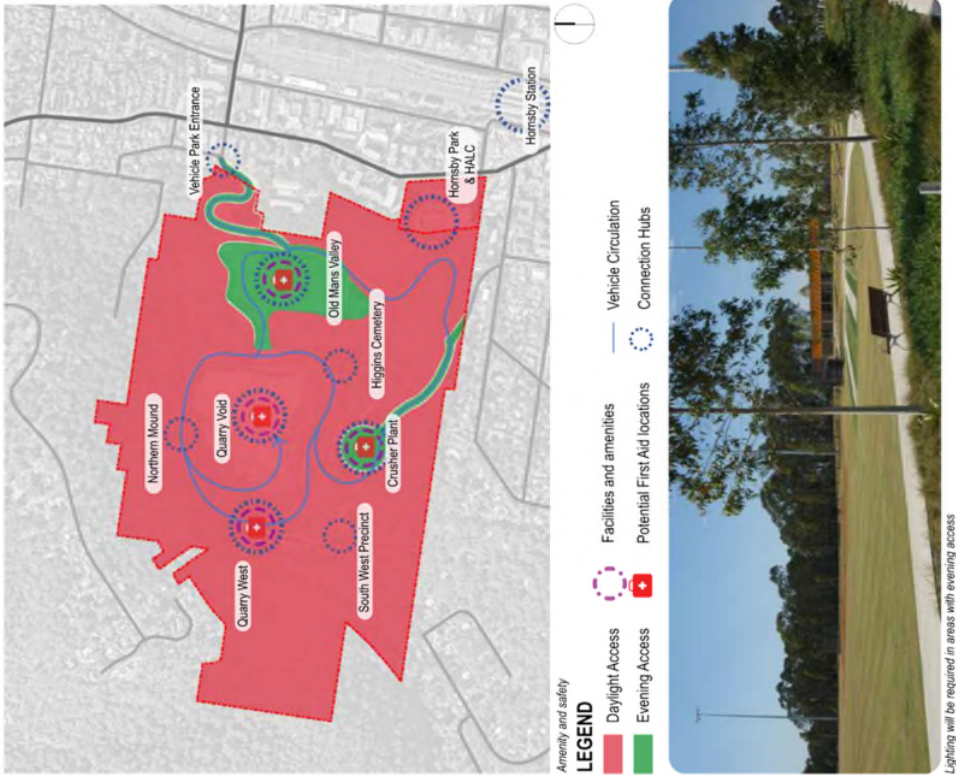 Vehicle Park Entrance
Hornsby Station
Hornsby Park
& HALC
Old Mans Valley
Higgins Cemetery
Northern Mound
Quarry Void
Crusher Plant
Quarry West
South West Precinct
Amenity and safety
LEGEND
Daylight Access
Evening Access
Facilities and amenities
Potential First Aid locations
Vehicle Circulation
Connection Hubs
Lighting will be required in areas with evening access